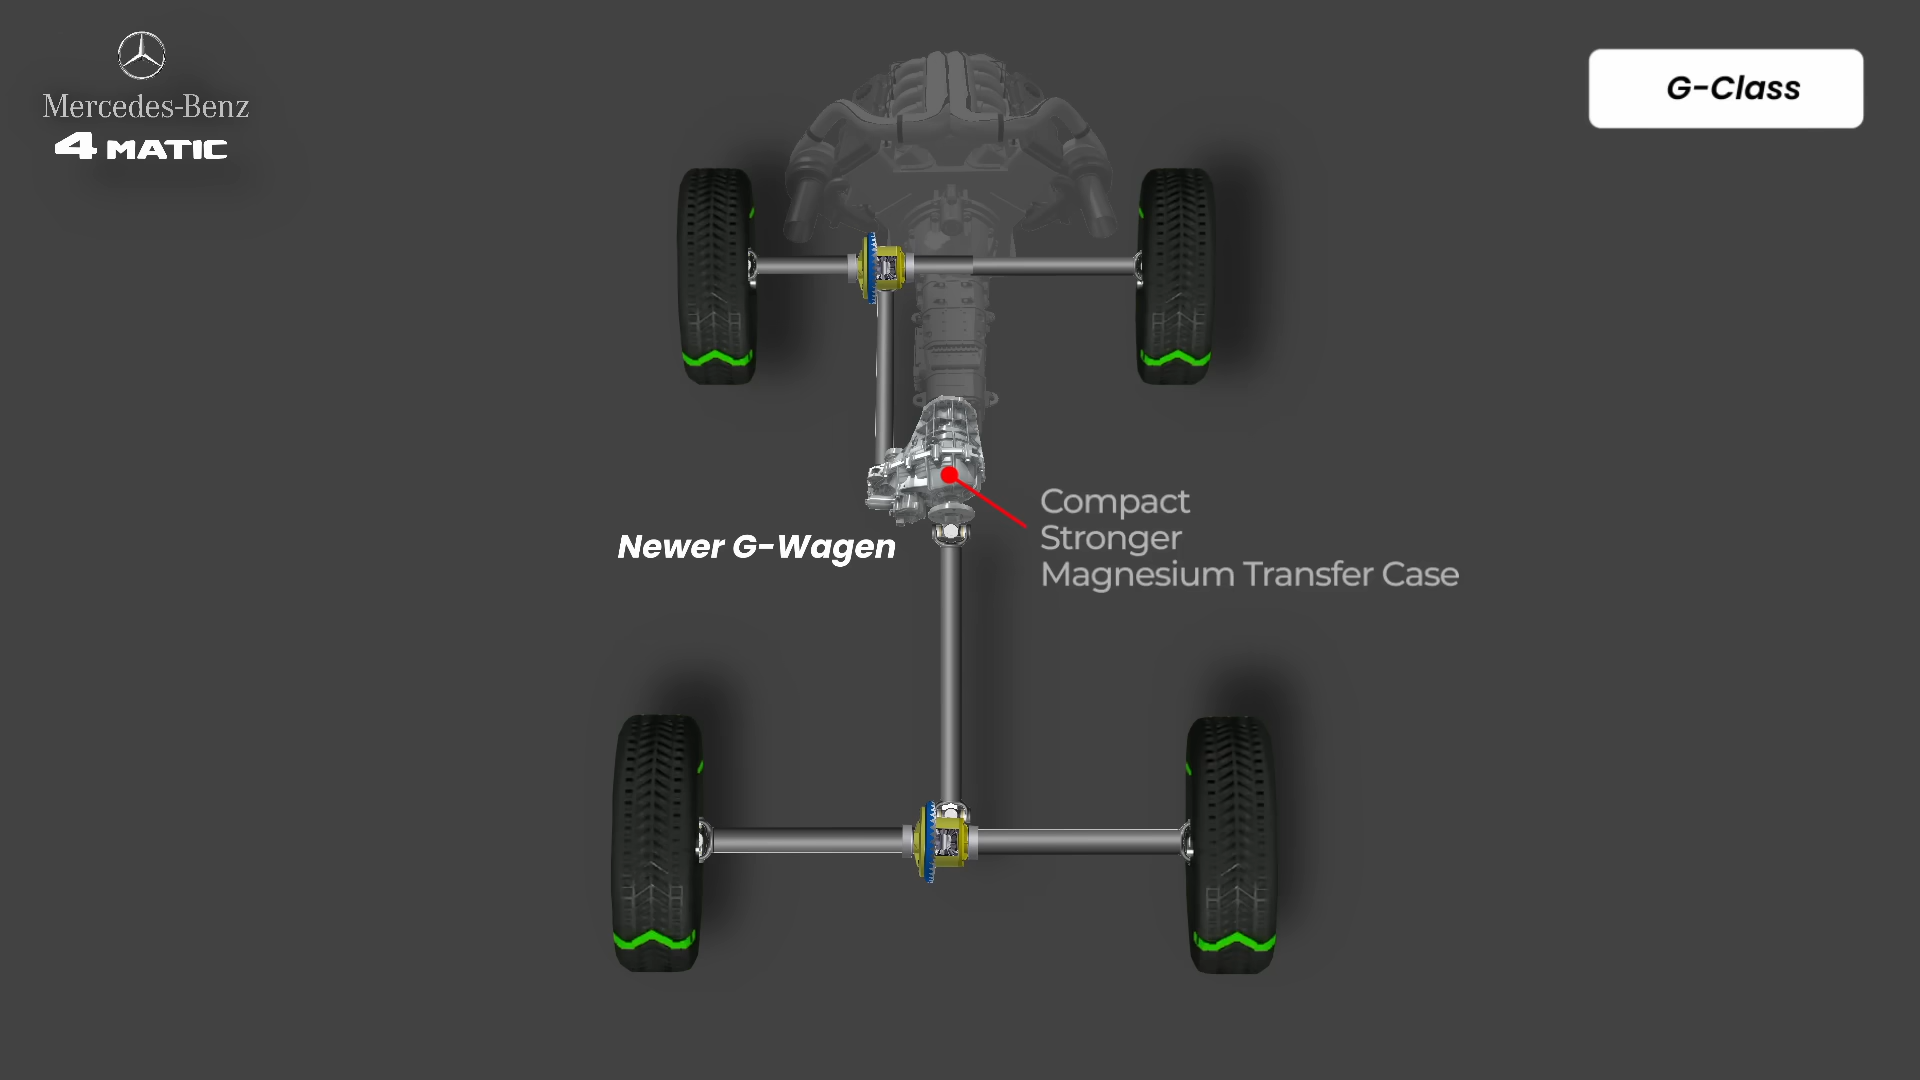 Mercedes-Benz
4MATIC
G-Class
Newer G-Wagen
Compact
Stronger
Magnesium Transfer Case